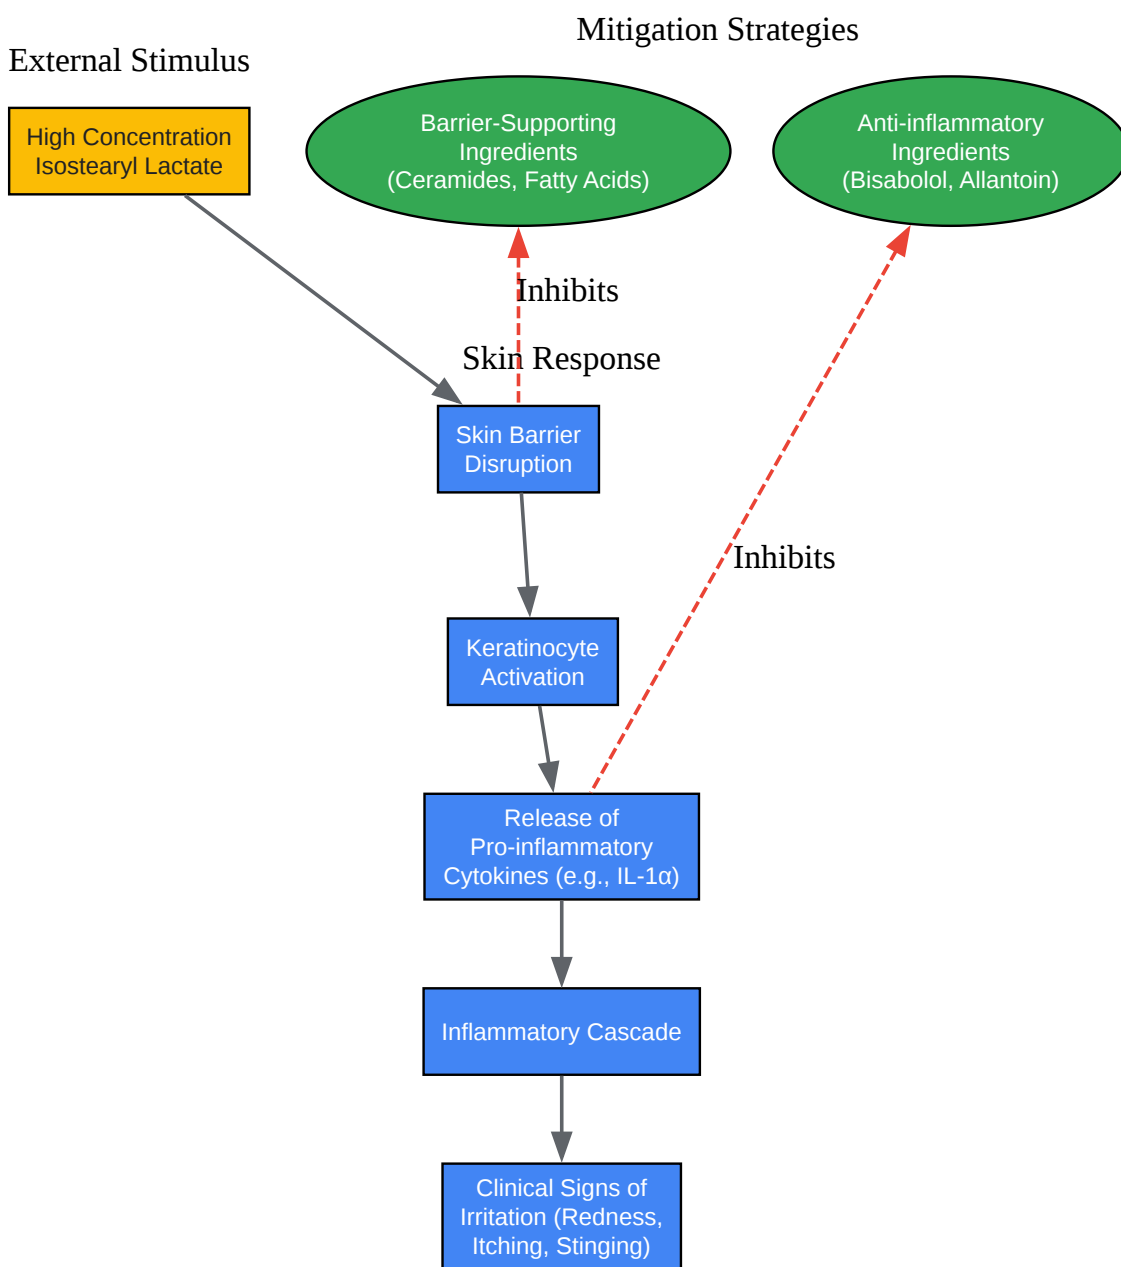 Mitigation Strategies
External Stimulus
High Concentration
Isostearyl Lactate
Barrier-Supporting
Ingredients
(Ceramides, Fatty Acids)
Anti-inflammatory
Ingredients
(Bisabolol, Allantoin)
Inhibits
Skin Response
Skin Barrier
Disruption
Inhibits
Keratinocyte
Activation
Release of
Pro-inflammatory
Cytokines (e.g., IL-1α)
Inflammatory Cascade
Clinical Signs of
Irritation (Redness,
Itching, Stinging)